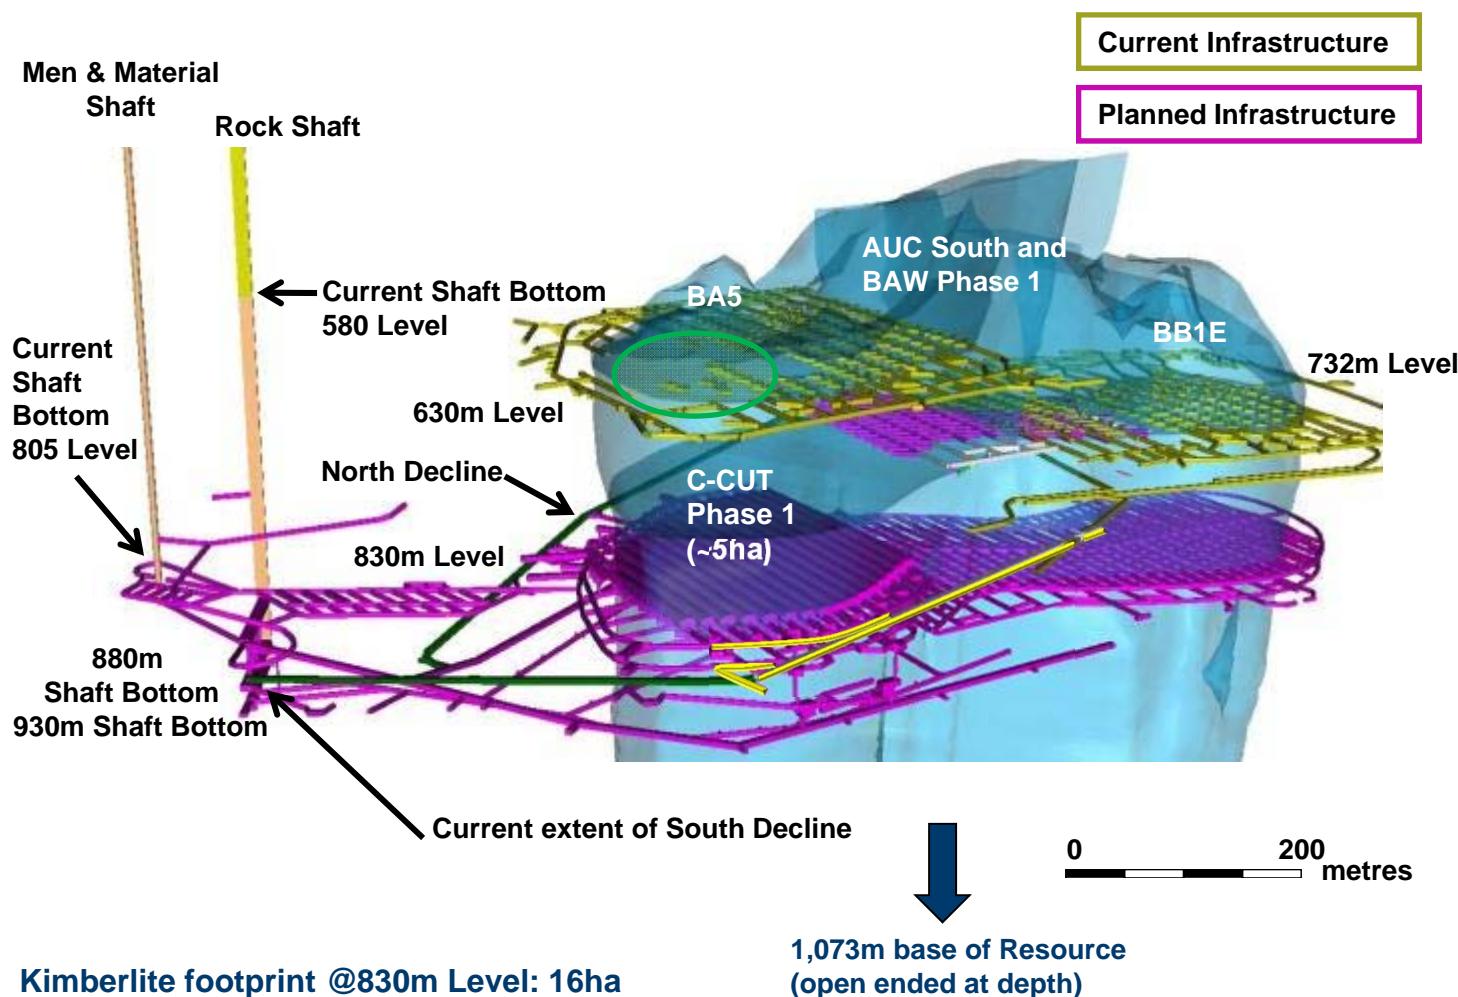 Current Infrastructure
Planned Infrastructure
Men & Material
Shaft
Rock Shaft
AUC South and
BAW Phase 1
BA5
BB1E
Current Shaft Bottom
580 Level
Current
Shaft
Bottom
805 Level
732m Level
630m Level
North Decline
C-CUT
Phase 1
(~5ha)
830m Level
880m
Shaft Bottom
930m Shaft Bottom
Current extent of South Decline
0 200
metres
1,073m base of Resource
(open ended at depth)
Kimberlite footprint @830m Level: 16ha